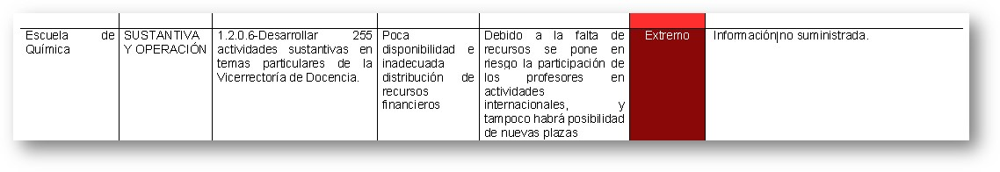 Escuela de
Química
SUSTANTIVA
Y OPERACIÓN
1.2.0.6-Desarrollar 255
actividades sustantivas en
temas particulares de la
Vicerrectoría de Docencia.
Poca
disponibilidad e
inadecuada
distribución de
recursos
financieros
Debido a la falta de
recursos se pone en
riesgo la participación de
los profesores en
actividades
internacionales, y
tampoco habrá posibilidad
de nuevas plazas
Extremo
Información|no suministrada.